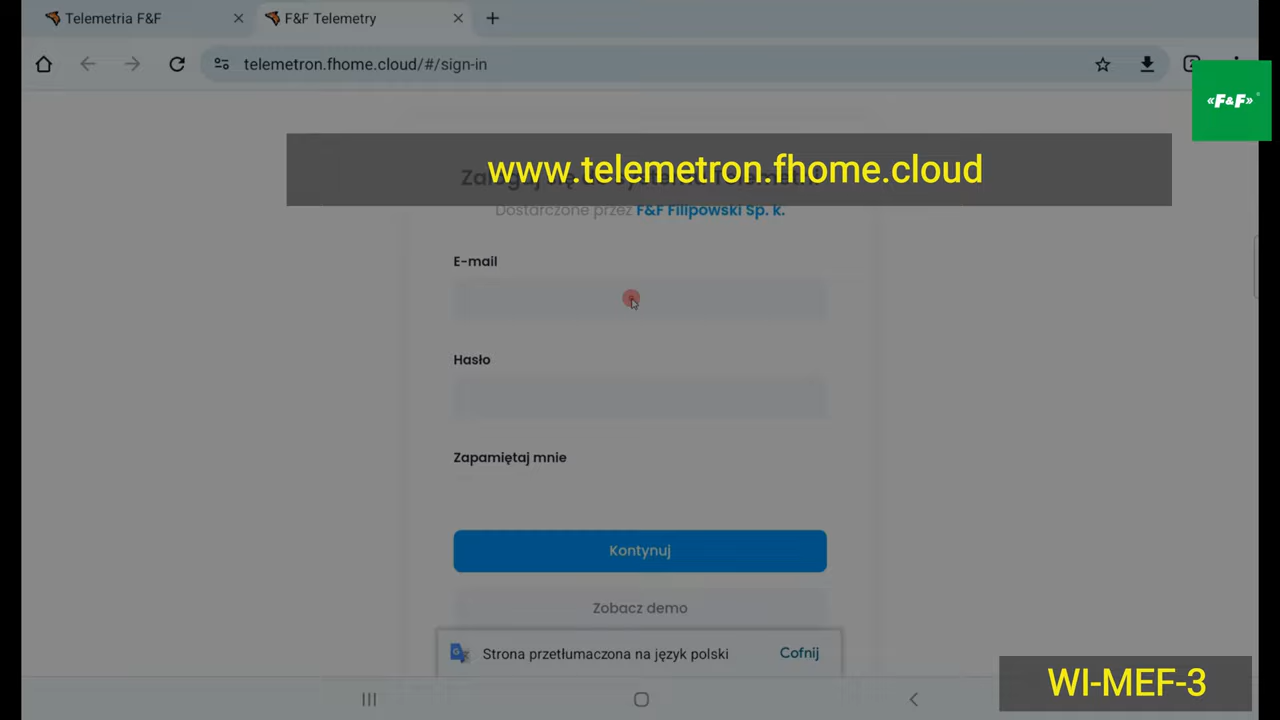 Telemetria F&F
F&F Telemetry
telemetron.fhome.cloud/#/sign-in
«F&F»
www.telemetron.fhome.cloud
Dostarczone przez F&F Filipowski Sp. k.
E-mail
Hasło
Zapamiętaj mnie
Kontynuj
Zobacz demo
Strona przetłumaczona na język polski
Cofnij
WI-MEF-3